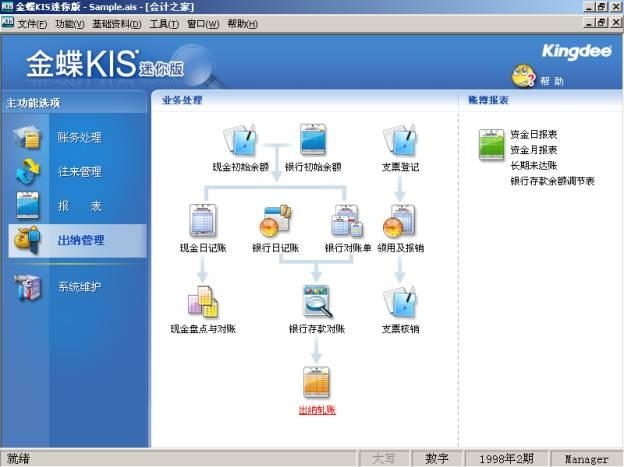 金蝶KIS迷你版 - Sample.ais - [会计之家]
文件(F) 功能(V) 基础资料(D) 工具(T) 窗口(W) 帮助(H)
金蝶KIS 迷你版
Kingdee
帮 助
主功能选项
账务处理
往来管理
报 表
出纳管理
系统维护
业务处理
现金初始余额 银行初始余额 支票登记
现金日记账 银行日记账 银行对账单 领用及报销
现金盘点与对账 银行存款对账 支票核销
出纳轧账
账簿报表
资金日报表
资金月报表
长期未达账
银行存款余额调节表
就绪 大写 数字 1998年2期 Manager